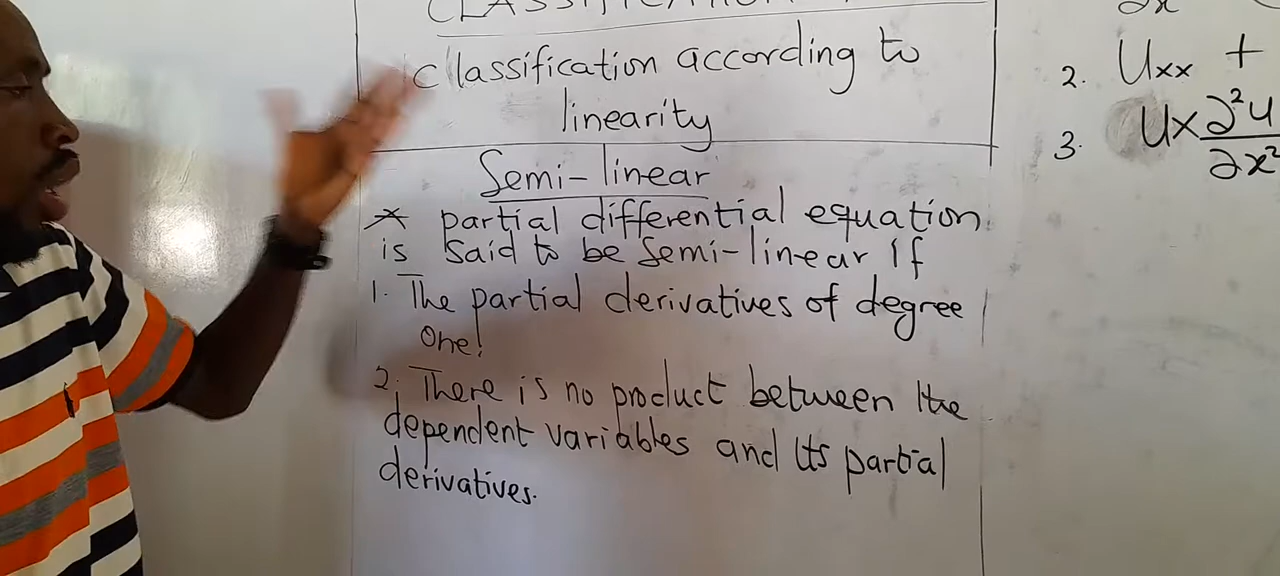 CLASSIFICATION
Classification according to
linearity
Semi-linear
* partial differential equation
is said to be semi-linear If
1. The partial derivatives of degree
One!
2. There is no product between the
dependent variables and Its partial
derivatives.
∂x
2. Uxx +
3. Ux ∂²u
∂x²